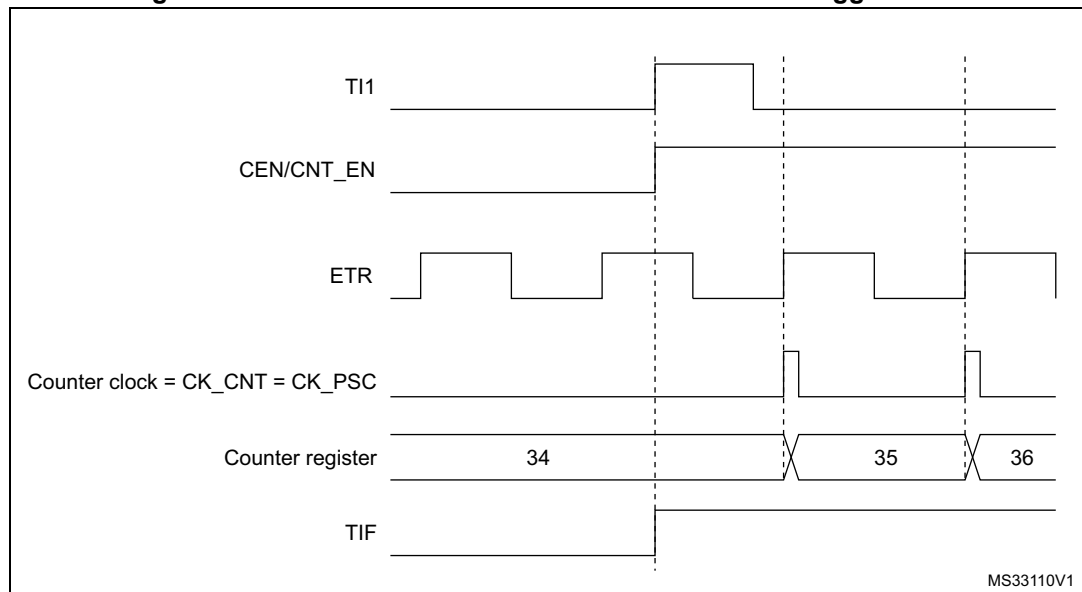 TI1
CEN/CNT_EN
ETR
Counter clock = CK_CNT = CK_PSC
Counter register 34 35 36
TIF
MS33110V1